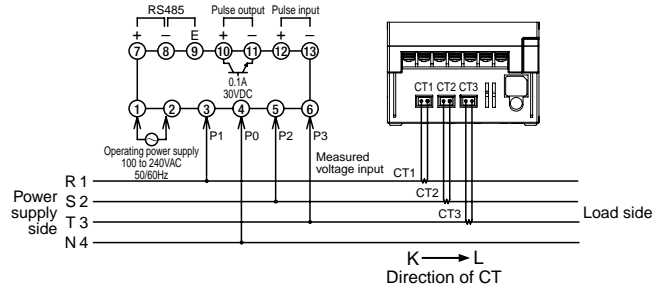 RS485 Pulse output Pulse input
+ − E + − + −
7 8 9 10 11 12 13
0.1A
30VDC
CT1 CT2 CT3
1 2 3 4 5 6
P1 P0 P2 P3
Operating power supply
100 to 240VAC
50/60Hz
Measured
voltage input
CT1
CT2
CT3
Power
supply
side
R 1
S 2
T 3
N 4
Load side
K L
Direction of CT